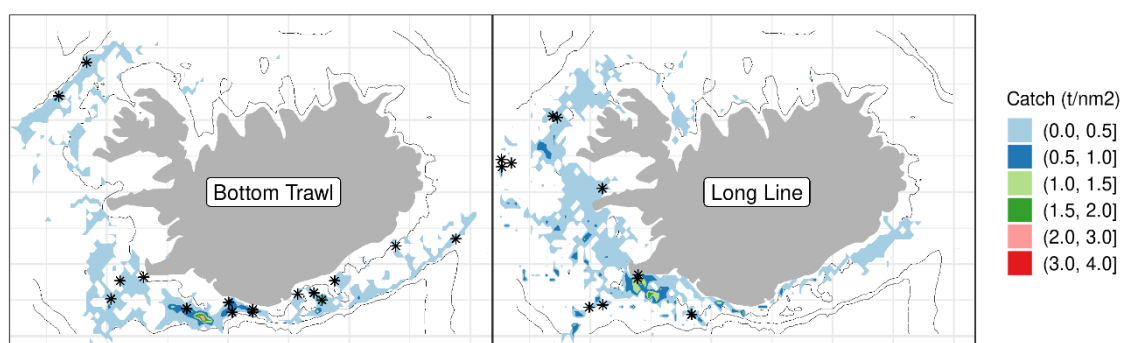 Bottom Trawl
Long Line
Catch (t/nm2)
(0.0, 0.5]
(0.5, 1.0]
(1.0, 1.5]
(1.5, 2.0]
(2.0, 3.0]
(3.0, 4.0]